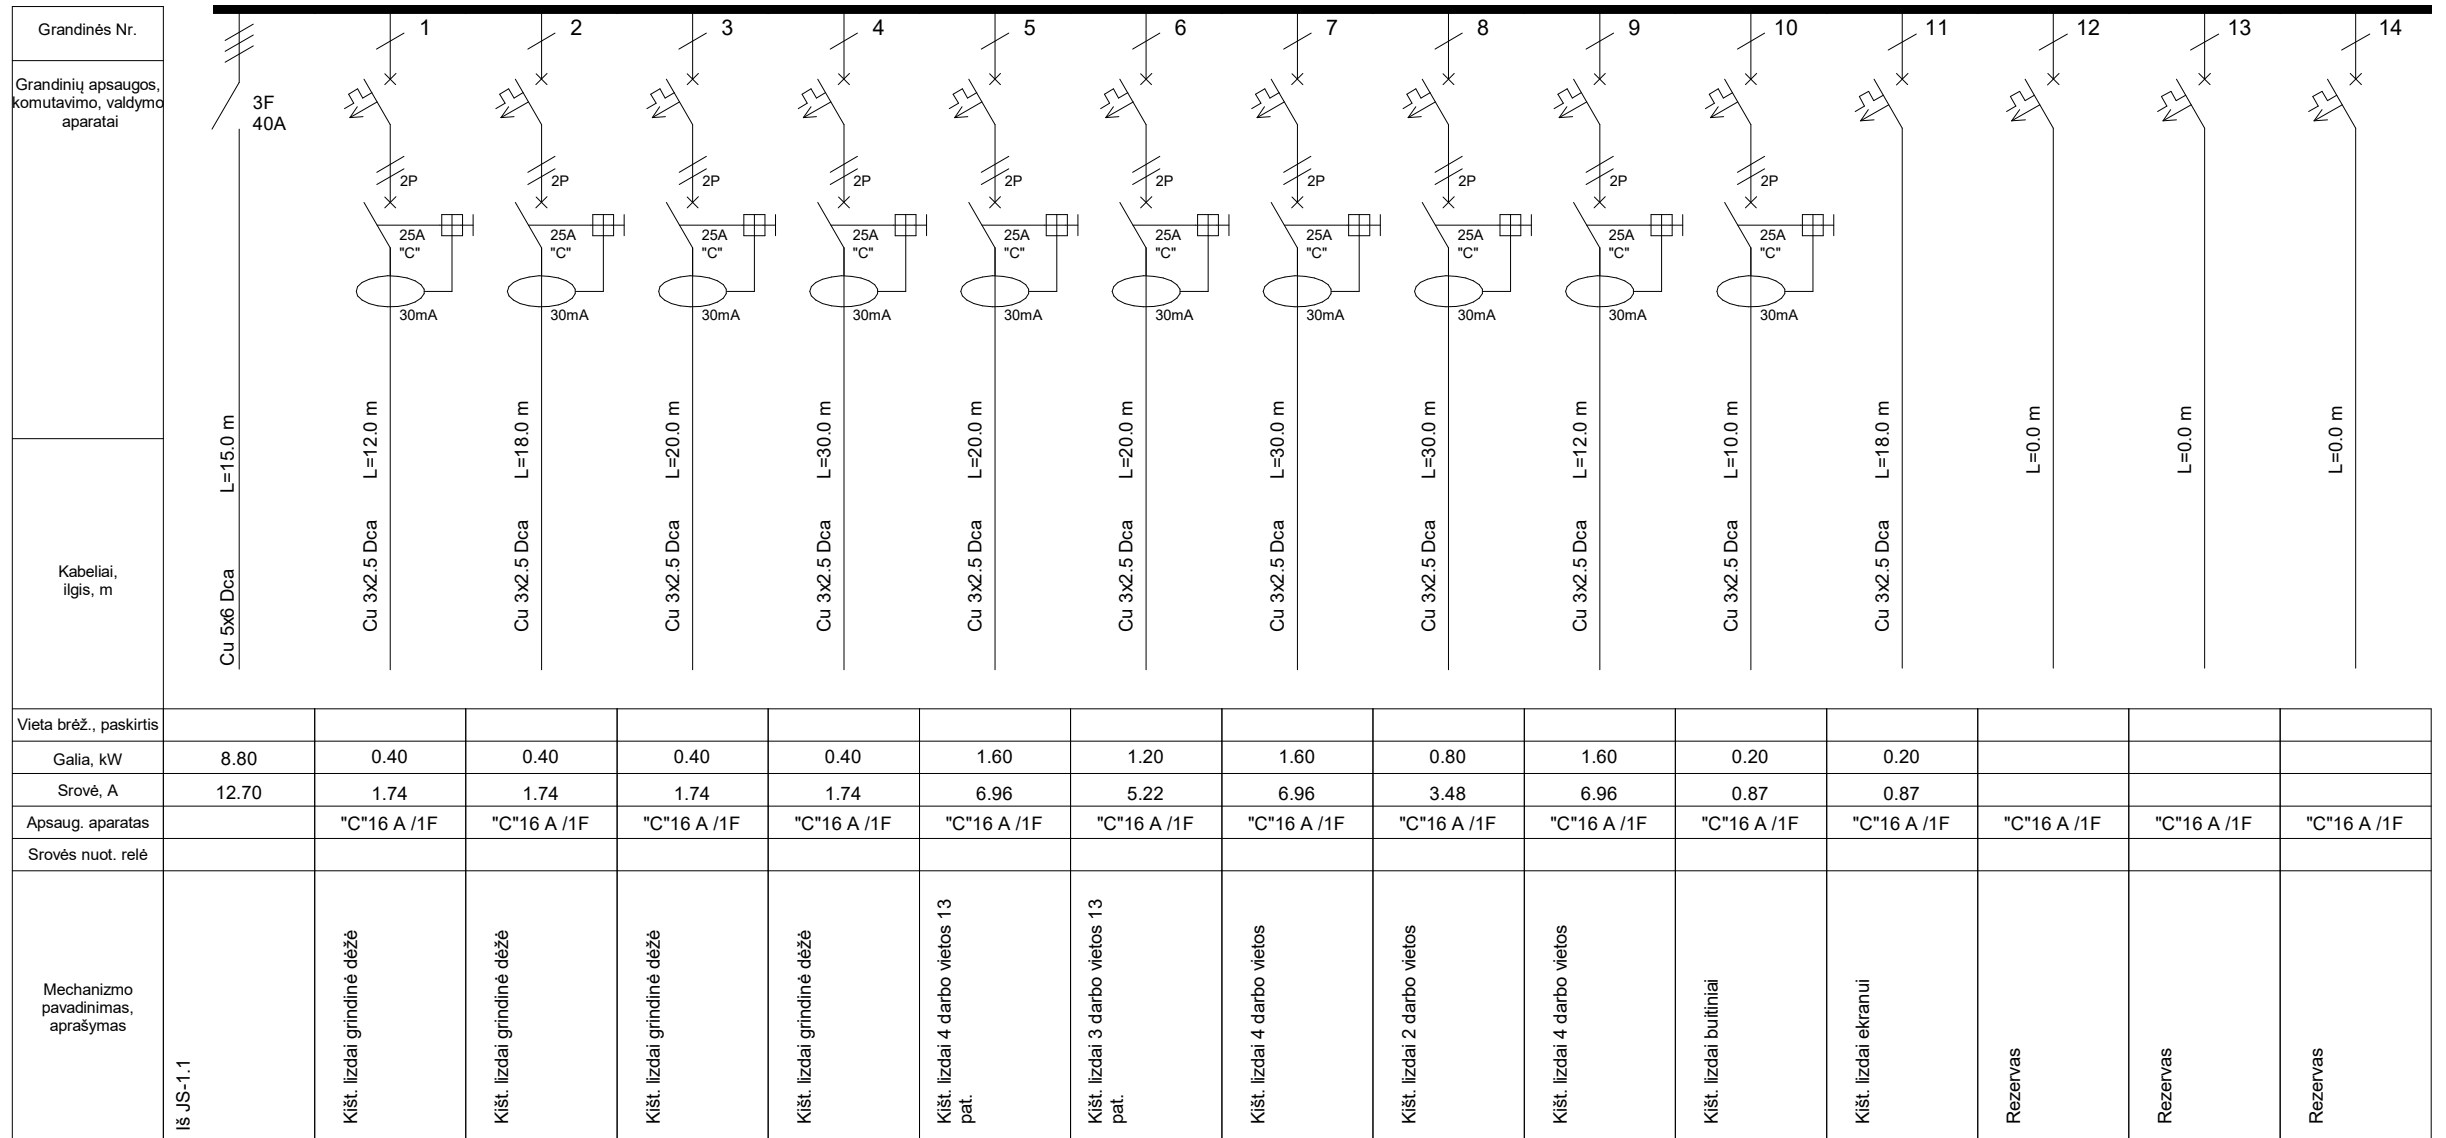 Grandinės Nr.
1 2 3 4 5 6 7 8 9 10 11 12 13 14
Grandinių apsaugos,
komutavimo, valdymo
aparatai
3F
40A
2P 2P 2P 2P 2P 2P 2P 2P 2P 2P
25A 25A 25A 25A 25A 25A 25A 25A 25A 25A
"C" "C" "C" "C" "C" "C" "C" "C" "C" "C"
30mA 30mA 30mA 30mA 30mA 30mA 30mA 30mA 30mA 30mA
Kabeliai,
ilgis, m
Cu 5x6 Dca L=15.0 m
Cu 3x2.5 Dca L=12.0 m
Cu 3x2.5 Dca L=18.0 m
Cu 3x2.5 Dca L=20.0 m
Cu 3x2.5 Dca L=30.0 m
Cu 3x2.5 Dca L=20.0 m
Cu 3x2.5 Dca L=20.0 m
Cu 3x2.5 Dca L=30.0 m
Cu 3x2.5 Dca L=30.0 m
Cu 3x2.5 Dca L=12.0 m
Cu 3x2.5 Dca L=10.0 m
Cu 3x2.5 Dca L=18.0 m
L=0.0 m
L=0.0 m
L=0.0 m
Vieta brėž., paskirtis
Galia, kW 8.80 0.40 0.40 0.40 0.40 1.60 1.20 1.60 0.80 1.60 0.20 0.20
Srovė, A 12.70 1.74 1.74 1.74 1.74 6.96 5.22 6.96 3.48 6.96 0.87 0.87
Apsaug. aparatas "C"16 A /1F "C"16 A /1F "C"16 A /1F "C"16 A /1F "C"16 A /1F "C"16 A /1F "C"16 A /1F "C"16 A /1F "C"16 A /1F "C"16 A /1F "C"16 A /1F "C"16 A /1F "C"16 A /1F "C"16 A /1F
Srovės nuot. relė
Mechanizmo
pavadinimas,
aprašymas
Iš JS-1.1
Kišt. lizdai grindinė dėžė
Kišt. lizdai grindinė dėžė
Kišt. lizdai grindinė dėžė
Kišt. lizdai grindinė dėžė
Kišt. lizdai 4 darbo vietos 13
pat.
Kišt. lizdai 3 darbo vietos 13
pat.
Kišt. lizdai 4 darbo vietos
Kišt. lizdai 2 darbo vietos
Kišt. lizdai 4 darbo vietos
Kišt. lizdai buitiniai
Kišt. lizdai ekranui
Rezervas
Rezervas
Rezervas